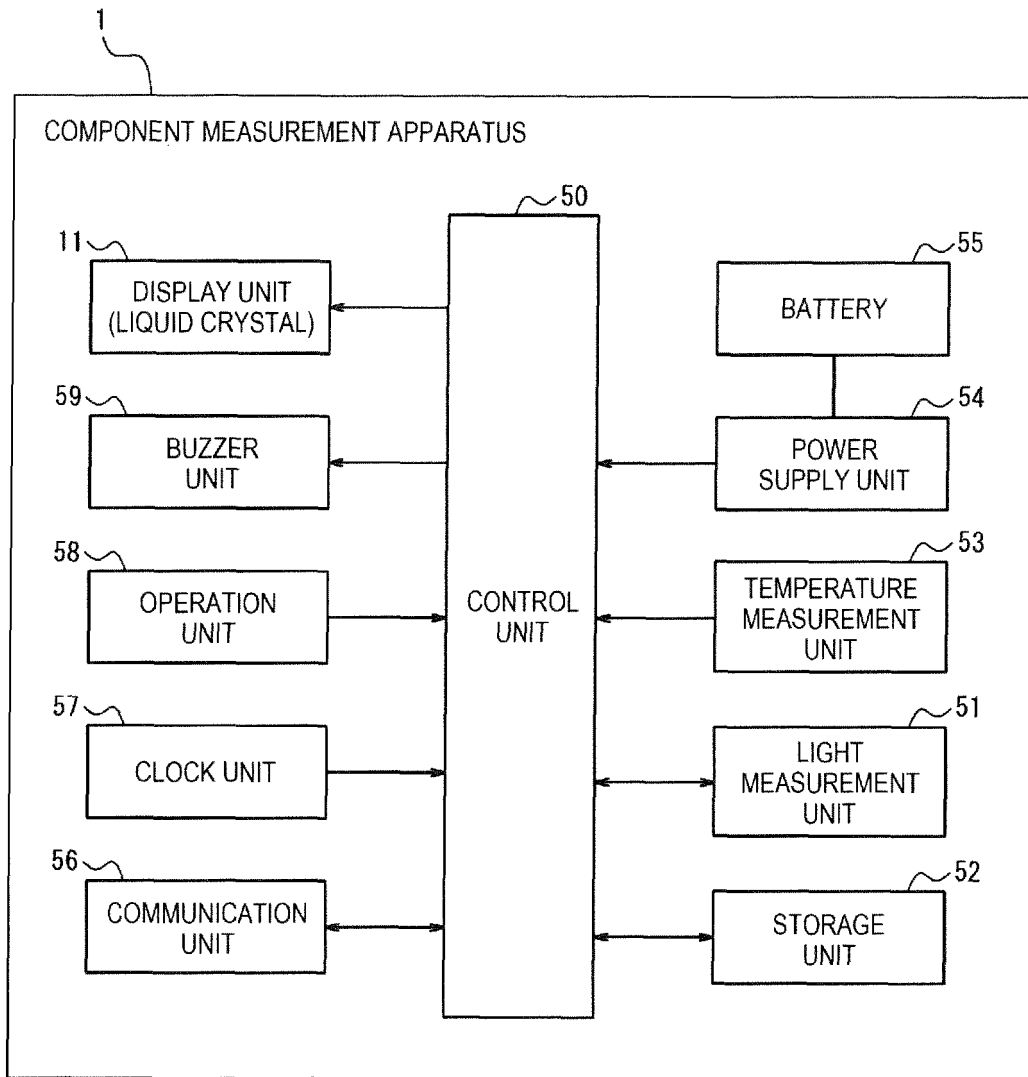 1
COMPONENT MEASUREMENT APPARATUS
50
11
DISPLAY UNIT
(LIQUID CRYSTAL)
59
BUZZER
UNIT
58
OPERATION
UNIT
57
CLOCK UNIT
56
COMMUNICATION
UNIT
CONTROL
UNIT
55
BATTERY
54
POWER
SUPPLY UNIT
53
TEMPERATURE
MEASUREMENT
UNIT
51
LIGHT
MEASUREMENT
UNIT
52
STORAGE
UNIT